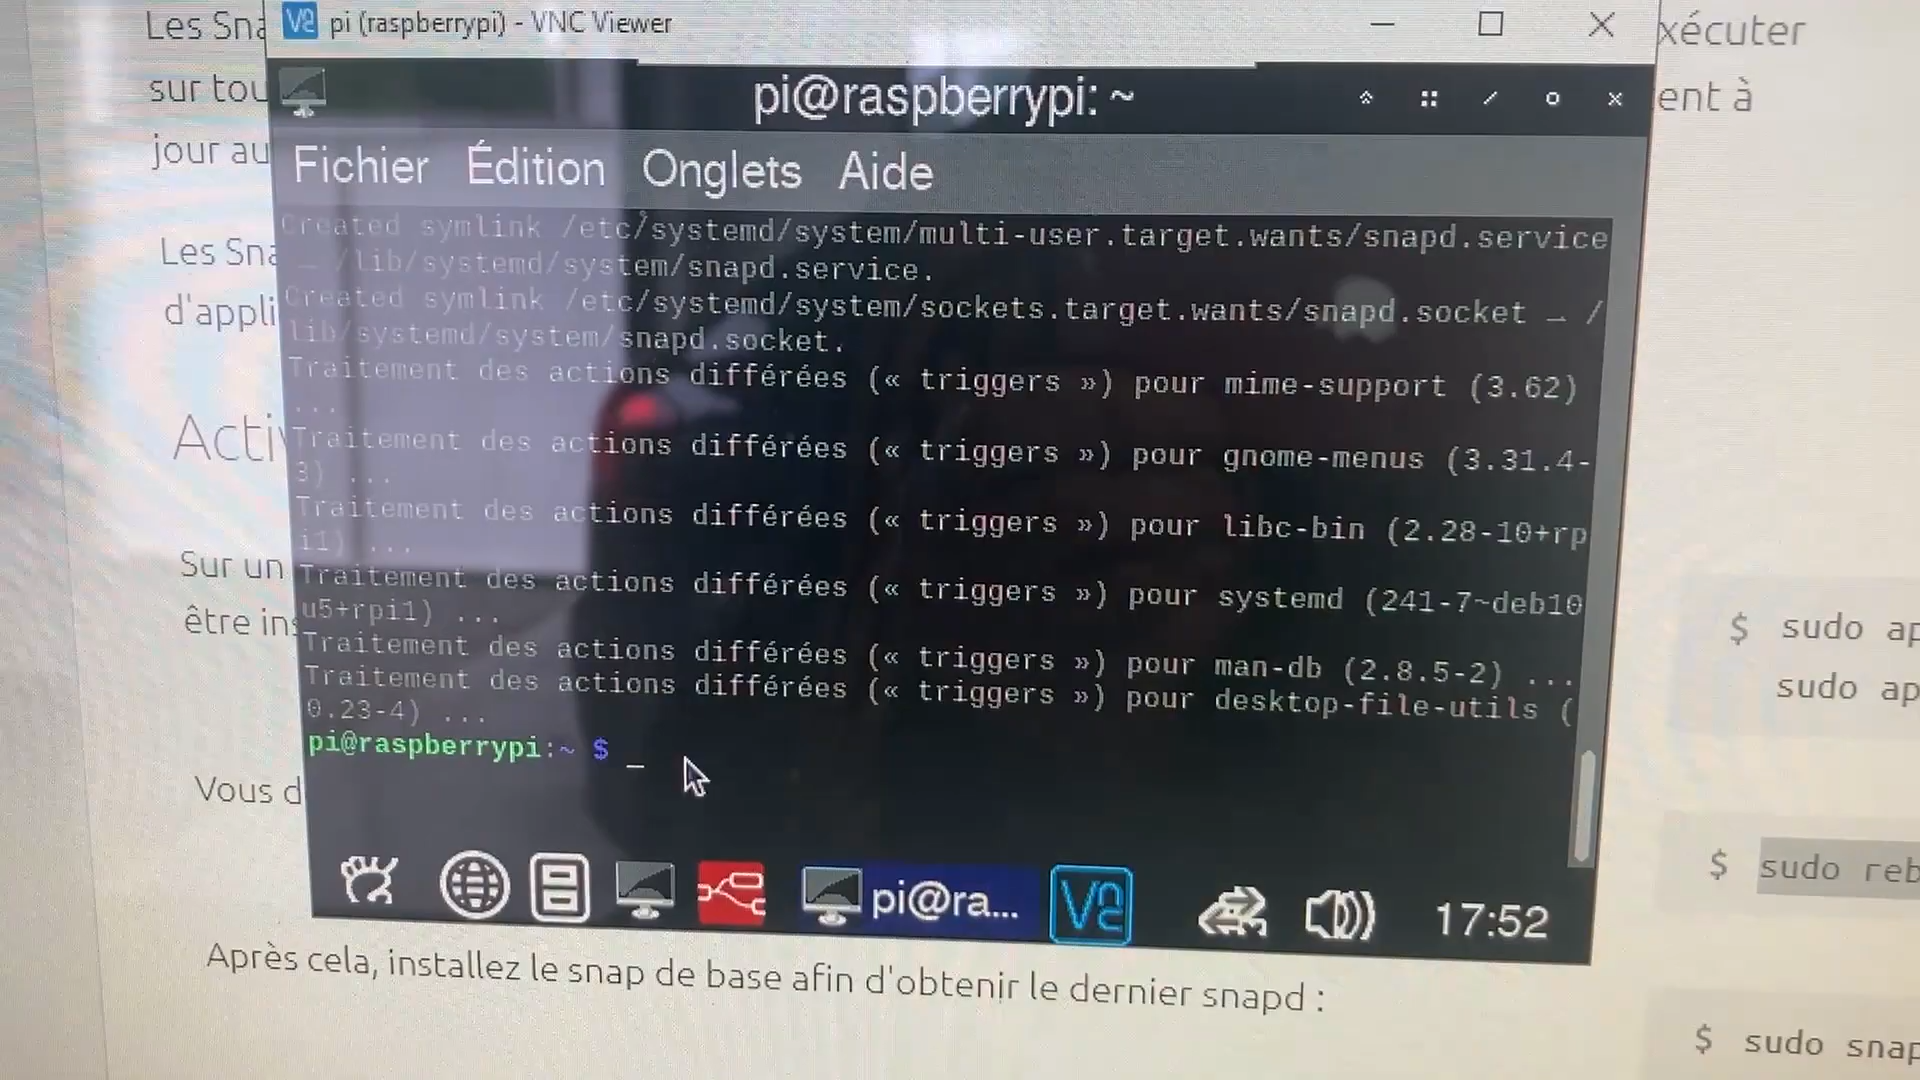 Les Sna
pi (raspberrypi) - VNC Viewer
xécuter
sur tou
pi@raspberrypi: ~
ent à
jour au
Fichier Édition Onglets Aide
Created symlink /etc/systemd/system/multi-user.target.wants/snapd.service
→ /lib/systemd/system/snapd.service.
Created symlink /etc/systemd/system/sockets.target.wants/snapd.socket → /
lib/systemd/system/snapd.socket.
Traitement des actions différées (« triggers ») pour mime-support (3.62)
...
Traitement des actions différées (« triggers ») pour gnome-menus (3.31.4-
3) ...
Traitement des actions différées (« triggers ») pour libc-bin (2.28-10+rp
i1) ...
Traitement des actions différées (« triggers ») pour systemd (241-7~deb10
u5+rpi1) ...
Traitement des actions différées (« triggers ») pour man-db (2.8.5-2) ...
Traitement des actions différées (« triggers ») pour desktop-file-utils (
0.23-4) ...
pi@raspberrypi:~ $ _
Les Sna
d'appli
Acti
Sur un
être ins
$ sudo ap
sudo ap
Vous d
$ sudo reb
pi@ra...
V2
17:52
Après cela, installez le snap de base afin d'obtenir le dernier snapd :
$ sudo snap